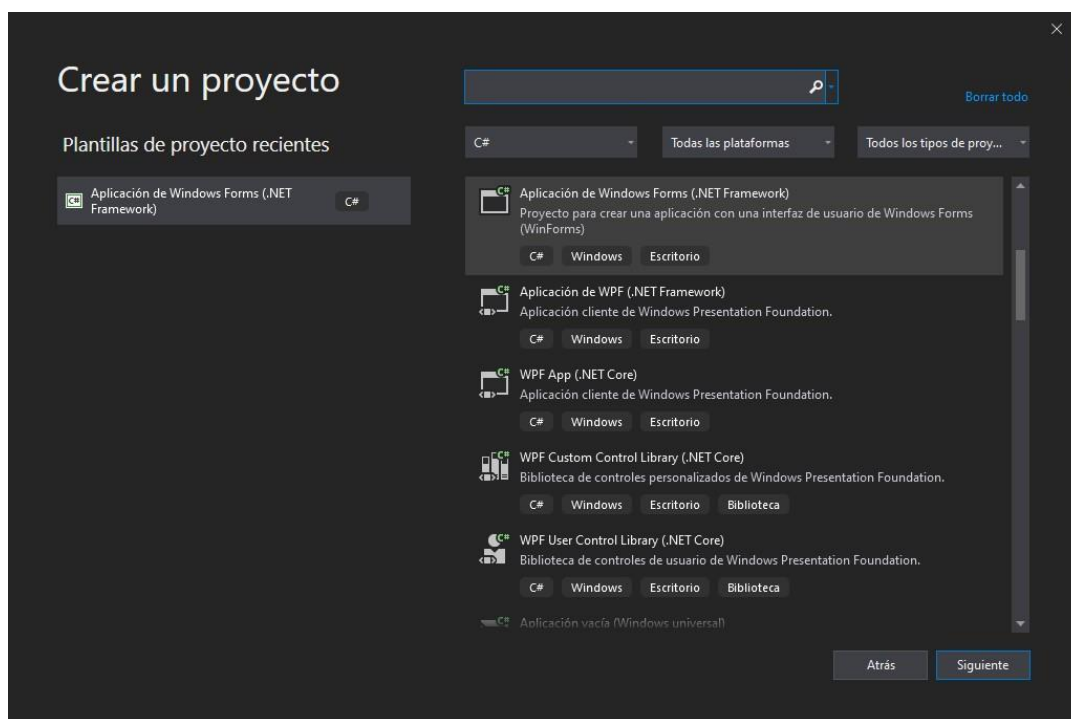 Crear un proyecto
Borrar todo
Plantillas de proyecto recientes
C#
Todas las plataformas
Todos los tipos de proy...
C#
Aplicación de Windows Forms (.NET
Framework)
C#
C#
Aplicación de Windows Forms (.NET Framework)
Proyecto para crear una aplicación con una interfaz de usuario de Windows Forms
(WinForms)
C# Windows Escritorio
C#
Aplicación de WPF (.NET Framework)
Aplicación cliente de Windows Presentation Foundation.
C# Windows Escritorio
C#
WPF App (.NET Core)
Aplicación cliente de Windows Presentation Foundation.
C# Windows Escritorio
C#
WPF Custom Control Library (.NET Core)
Biblioteca de controles personalizados de Windows Presentation Foundation.
C# Windows Escritorio Biblioteca
C#
WPF User Control Library (.NET Core)
Biblioteca de controles de usuario de Windows Presentation Foundation.
C# Windows Escritorio Biblioteca
C#
Aplicación vacía (Windows universal)
Atrás
Siguiente